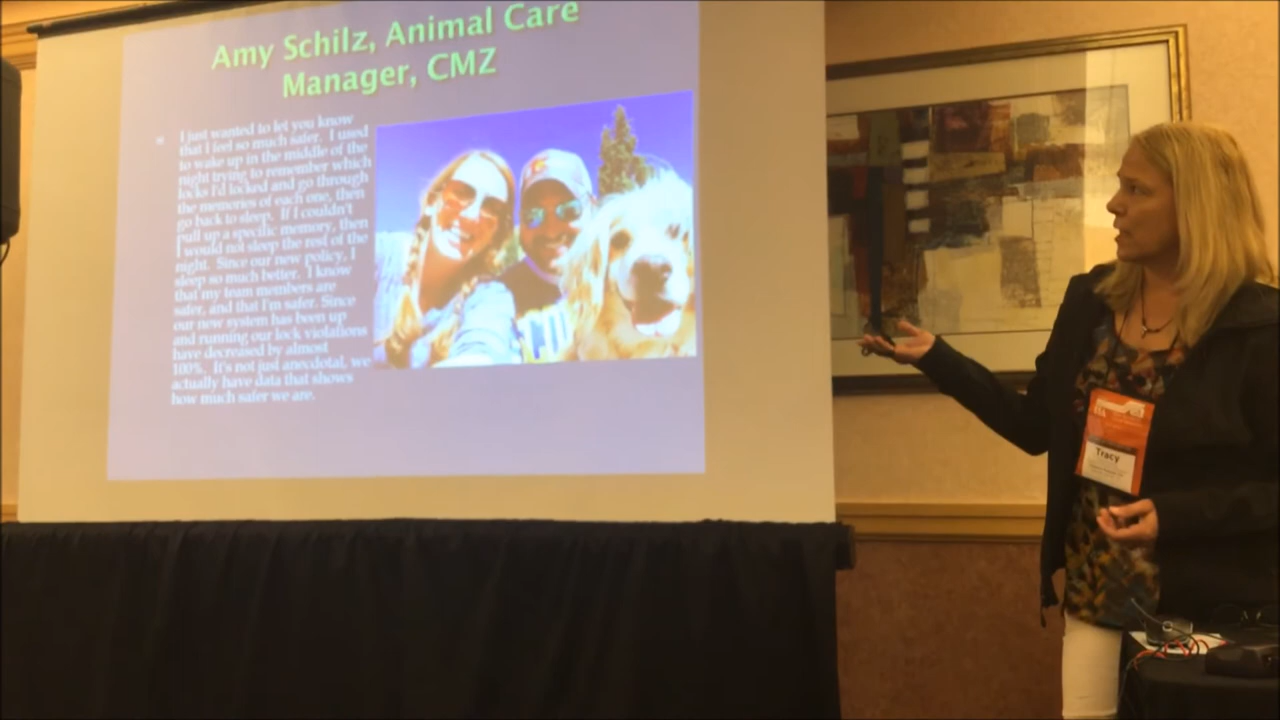 Amy Schilz, Animal Care
Manager, CMZ
I just wanted to let you know
that I feel so much safer. I used
to wake up in the middle of the
night trying to remember which
locks I'd locked and go through
the memories of each one, then
go back to sleep. If I couldn't
pull up a specific memory, then
I would not sleep the rest of the
night. Since our new policy, I
sleep so much better. I know
that my team members are
safer, and that I'm safer. Since
our new system has been up
and running our lock violations
have decreased by almost
100%. It's not just anecdotal, we
actually have data that shows
how much safer we are.
Tracy